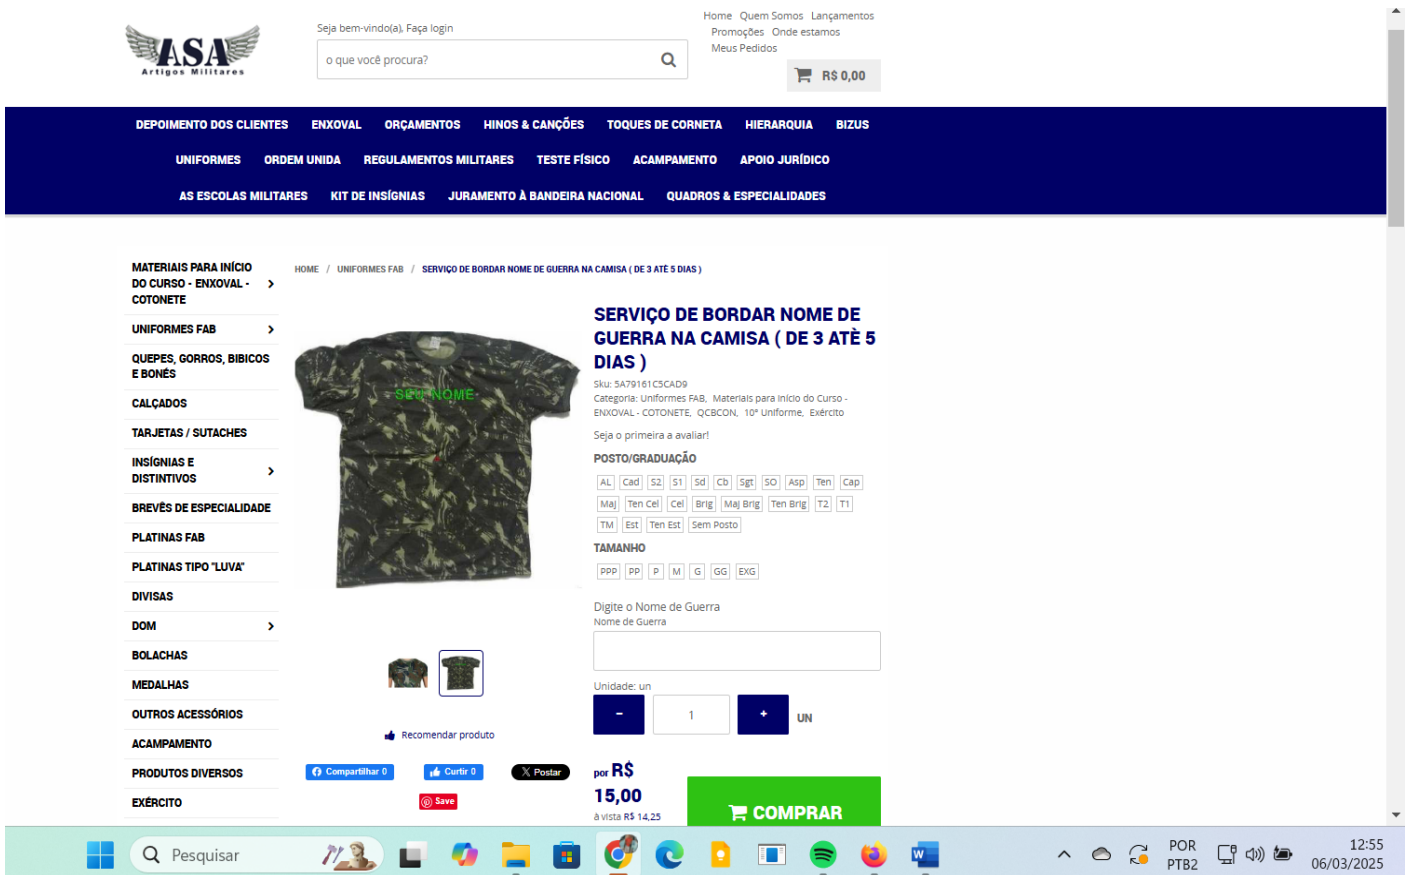 Seja bem-vindo(a), Faça login
Home Quem Somos Lançamentos
Promoções Onde estamos
Meus Pedidos
ASA
Artigos Militares
o que você procura?
R$ 0,00
DEPOIMENTO DOS CLIENTES ENXOVAL ORÇAMENTOS HINOS & CANÇÕES TOQUES DE CORNETA HIERARQUIA BIZUS
UNIFORMES ORDEM UNIDA REGULAMENTOS MILITARES TESTE FÍSICO ACAMPAMENTO APOIO JURÍDICO
AS ESCOLAS MILITARES KIT DE INSÍGNIAS JURAMENTO À BANDEIRA NACIONAL QUADROS & ESPECIALIDADES
MATERIAIS PARA INÍCIO
DO CURSO - ENXOVAL -
COTONETE
UNIFORMES FAB
QUEPES, GORROS, BIBICOS
E BONÉS
CALÇADOS
TARJETAS / SUTACHES
INSÍGNIAS E
DISTINTIVOS
BREVÊS DE ESPECIALIDADE
PLATINAS FAB
PLATINAS TIPO "LUVA"
DIVISAS
DOM
BOLACHAS
MEDALHAS
OUTROS ACESSÓRIOS
ACAMPAMENTO
PRODUTOS DIVERSOS
EXÉRCITO
HOME / UNIFORMES FAB / SERVIÇO DE BORDAR NOME DE GUERRA NA CAMISA ( DE 3 ATÈ 5 DIAS )
SEU NOME
Recomendar produto
Compartilhar 0 Curtir 0 Postar
Save
SERVIÇO DE BORDAR NOME DE
GUERRA NA CAMISA ( DE 3 ATÈ 5
DIAS )
Sku: 5A79161C5CAD9
Categoria: Uniformes FAB, Materiais para Início do Curso -
ENXOVAL - COTONETE, QCBCON, 10º Uniforme, Exército
Seja o primeira a avaliar!
POSTO/GRADUAÇÃO
AL Cad S2 S1 Sd Cb Sgt SO Asp Ten Cap
Maj Ten Cel Cel Brig Maj Brig Ten Brig T2 T1
TM Est Ten Est Sem Posto
TAMANHO
PPP PP P M G GG EXG
Digite o Nome de Guerra
Nome de Guerra
Unidade: un
- 1 + UN
por R$
15,00
à vista R$ 14,25
COMPRAR
Pesquisar
POR
PTB2
12:55
06/03/2025